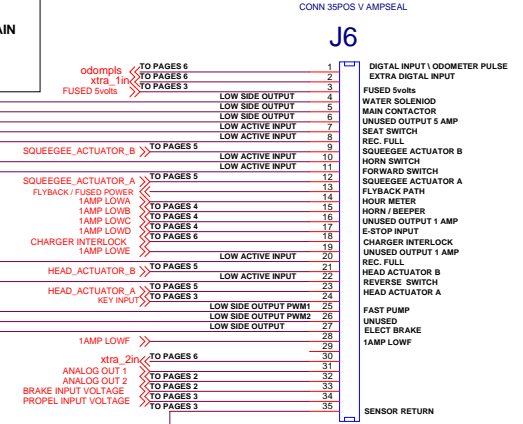 CONN 35POS V AMPSEAL
AIN
J6
odompls TO PAGES 6 1 DIGTAL INPUT \ ODOMETER PULSE
xtra_1in TO PAGES 6 2 EXTRA DIGTAL INPUT
FUSED 5volts TO PAGES 3 3 FUSED 5volts
LOW SIDE OUTPUT 4 WATER SOLENIOD
LOW SIDE OUTPUT 5 MAIN CONTACTOR
LOW SIDE OUTPUT 6 UNUSED OUTPUT 5 AMP
LOW ACTIVE INPUT 7 SEAT SWITCH
LOW ACTIVE INPUT 8 REC. FULL
SQUEEGEE_ACTUATOR_B TO PAGES 5 9 SQUEEGEE ACTUATOR B
LOW ACTIVE INPUT 10 HORN SWITCH
LOW ACTIVE INPUT 11 FORWARD SWITCH
SQUEEGEE_ACTUATOR_A TO PAGES 5 12 SQUEEGEE ACTUATOR A
FLYBACK / FUSED POWER 13 FLYBACK PATH
1AMP LOWA 14 HOUR METER
1AMP LOWB TO PAGES 4 15 HORN / BEEPER
1AMP LOWC TO PAGES 4 16 UNUSED OUTPUT 1 AMP
1AMP LOWD TO PAGES 4 17 E-STOP INPUT
CHARGER INTERLOCK TO PAGES 6 18 CHARGER INTERLOCK
1AMP LOWE 19 UNUSED OUTPUT 1 AMP
LOW ACTIVE INPUT 20 REC. FULL
HEAD_ACTUATOR_B TO PAGES 5 21 HEAD ACTUATOR B
LOW ACTIVE INPUT 22 REVERSE SWITCH
HEAD_ACTUATOR_A TO PAGES 5 23 HEAD ACTUATOR A
KEY INPUT TO PAGES 3 24
LOW SIDE OUTPUT PWM1 25 FAST PUMP
LOW SIDE OUTPUT PWM2 26 UNUSED
LOW SIDE OUTPUT 27 ELECT BRAKE
1AMP LOWF 28 1AMP LOWF
29
xtra_2in TO PAGES 6 30
ANALOG OUT 1 31
ANALOG OUT 2 TO PAGES 2 32
BRAKE INPUT VOLTAGE TO PAGES 2 33
PROPEL INPUT VOLTAGE TO PAGES 3 34
TO PAGES 3 35 SENSOR RETURN